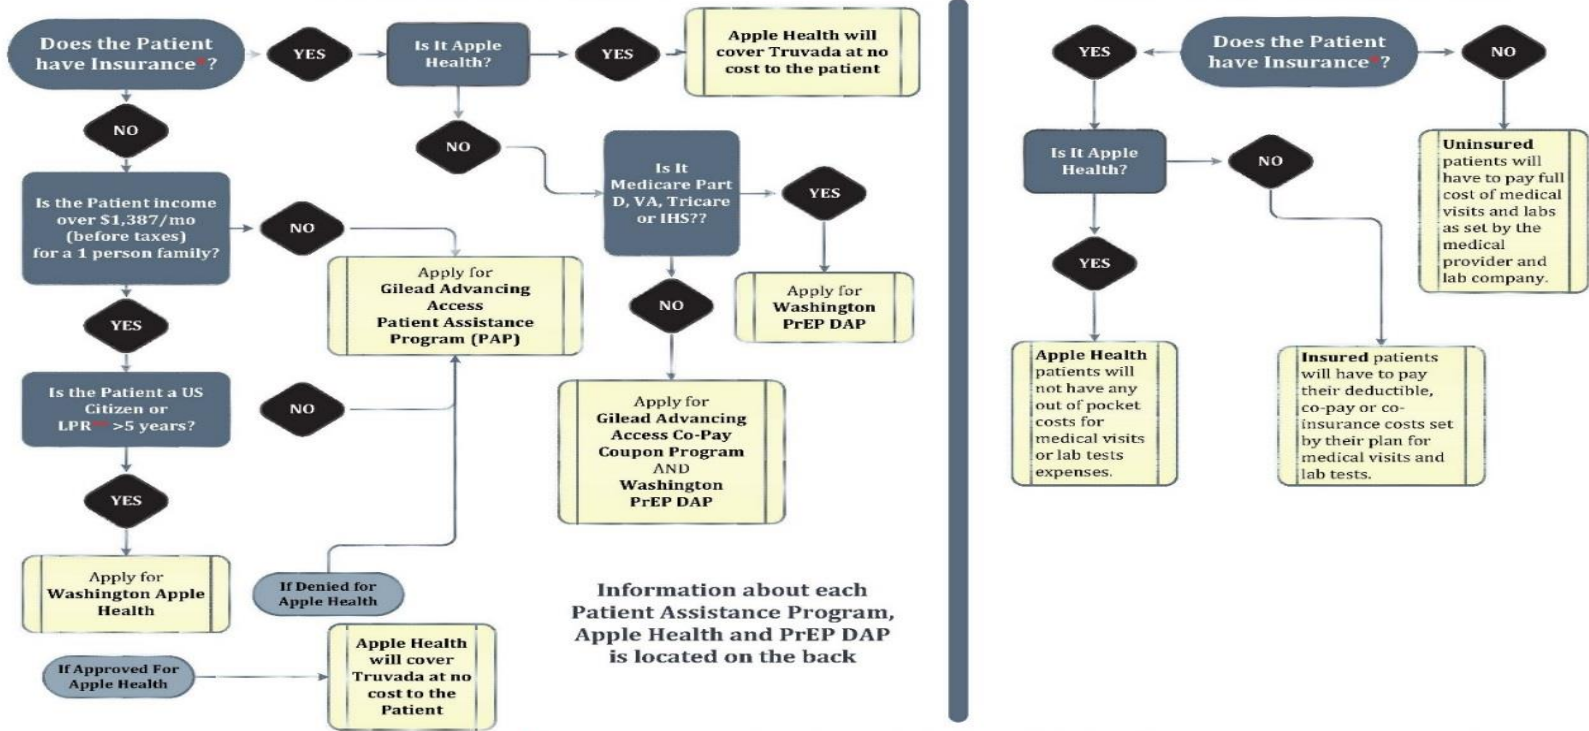 Does the Patient
have Insurance*?
YES
Is It Apple
Health?
YES
Apple Health will
cover Truvada at no
cost to the patient
NO
NO
Is It
Medicare Part
D, VA, Tricare
or IHS??
YES
Is the Patient income
over $1,387/mo
(before taxes)
for a 1 person family?
NO
Apply for
Gilead Advancing
Access
Patient Assistance
Program (PAP)
NO
Apply for
Washington
PrEP DAP
YES
Is the Patient a US
Citizen or
LPR** >5 years?
NO
Apply for
Gilead Advancing
Access Co-Pay
Coupon Program
AND
Washington
PrEP DAP
YES
Apply for
Washington Apple
Health
If Denied for
Apple Health
If Approved For
Apple Health
Apple Health
will cover
Truvada at no
cost to the
Patient
Information about each
Patient Assistance Program,
Apple Health and PrEP DAP
is located on the back
Does the Patient
have Insurance*?
YES
NO
Is It Apple
Health?
NO
Uninsured
patients will
have to pay full
cost of medical
visits and labs
as set by the
medical
provider and
lab company.
YES
Apple Health
patients will
not have any
out of pocket
costs for
medical visits
or lab tests
expenses.
Insured patients
will have to pay
their deductible,
co-pay or co-
insurance costs set
by their plan for
medical visits and
lab tests.